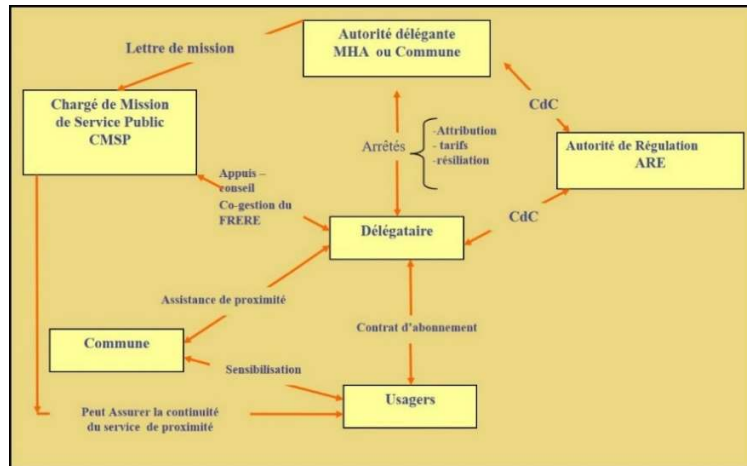 Autorité délégante
MHA ou Commune
Lettre de mission
Chargé de Mission
de Service Public
CMSP
CdC
Arrêtés
-Attribution
- tarifs
-résiliation
Autorité de Régulation
ARE
Appuis –
conseil
Co-gestion du
FRERE
Délégataire
CdC
Assistance de proximité
Contrat d'abonnement
Commune
Sensibilisation
Usagers
Peut Assurer la continuité
du service de proximité